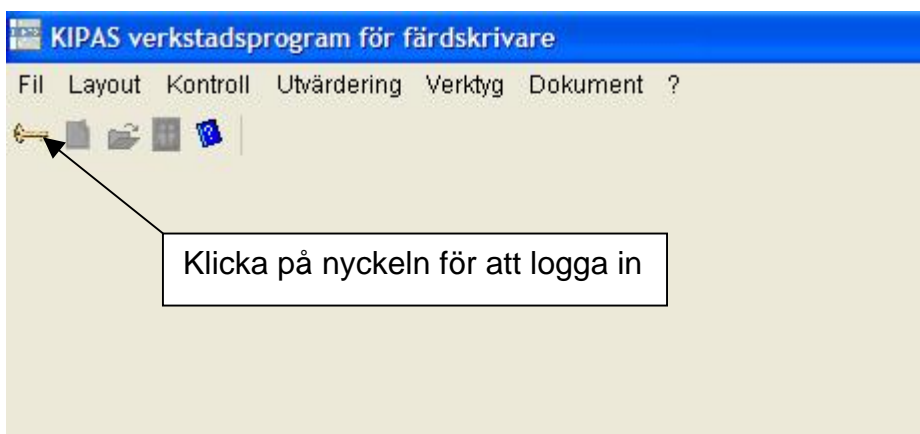 KIPAS verkstadsprogram för färdskrivare
Fil Layout Kontroll Utvärdering Verktyg Dokument ?
Klicka på nyckeln för att logga in